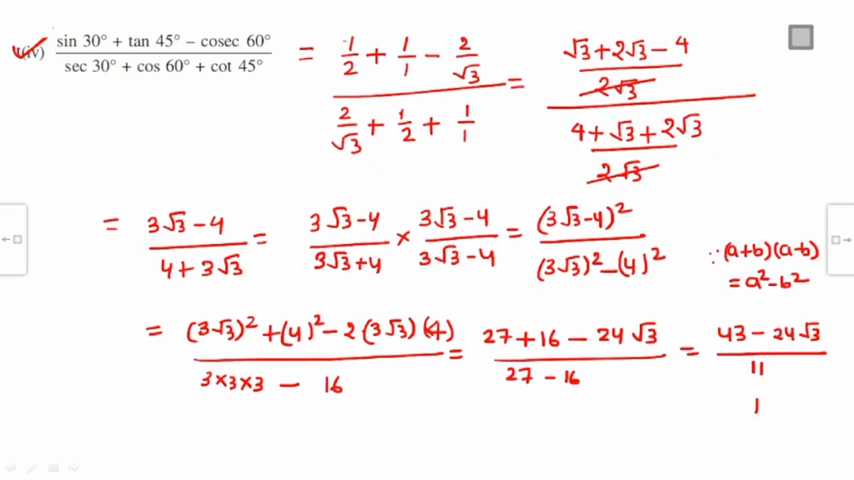 (iv) (sin 30° + tan 45° – cosec 60°)/(sec 30° + cos 60° + cot 45°) = (1/2 + 1/1 − 2/√3)/(2/√3 + 1/2 + 1/1) = ((√3 + 2√3 − 4)/(2√3))/((4 + √3 + 2√3)/(2√3))
= (3√3 − 4)/(4 + 3√3) = (3√3 − 4)/(3√3 + 4) × (3√3 − 4)/(3√3 − 4) = (3√3 − 4)²/((3√3)² − (4)²) ∵ (a+b)(a−b)
= a² − b²
= ((3√3)² + (4)² − 2(3√3)(4))/(3×3×3 − 16) = (27 + 16 − 24√3)/(27 − 16) = (43 − 24√3)/11
1